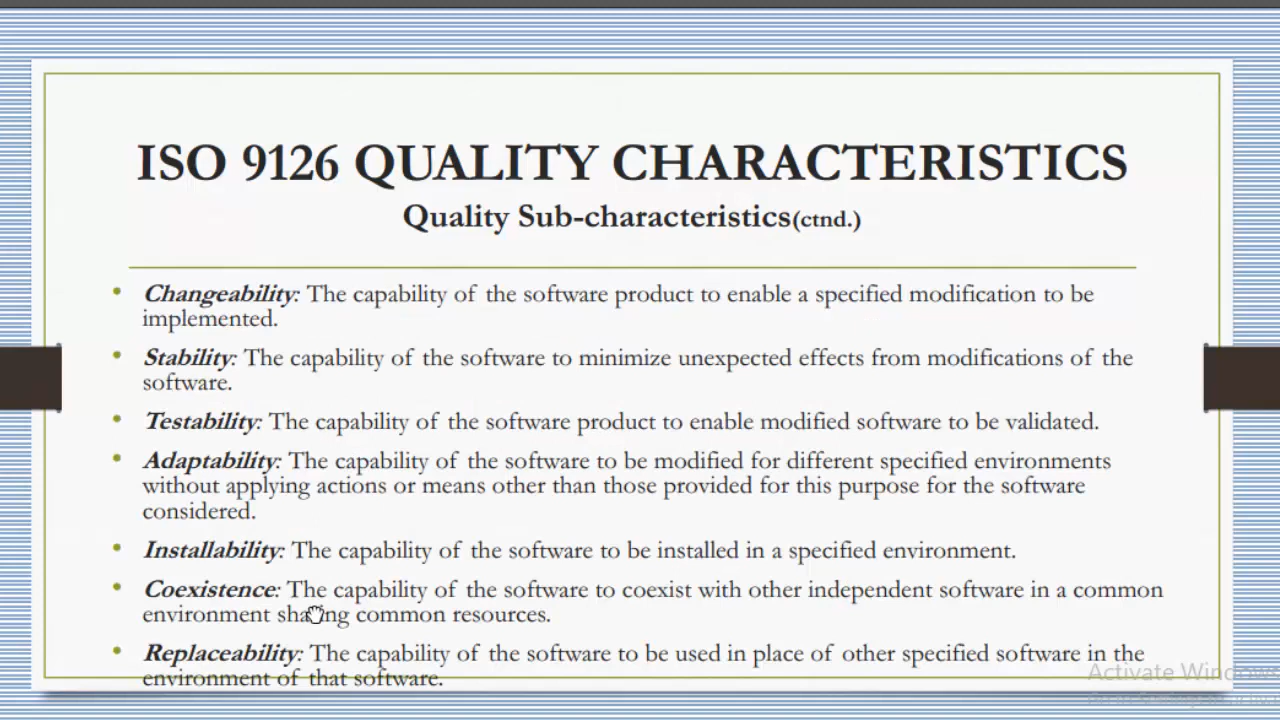 ISO 9126 QUALITY CHARACTERISTICS
Quality Sub-characteristics(ctnd.)
• Changeability: The capability of the software product to enable a specified modification to be
implemented.
• Stability: The capability of the software to minimize unexpected effects from modifications of the
software.
• Testability: The capability of the software product to enable modified software to be validated.
• Adaptability: The capability of the software to be modified for different specified environments
without applying actions or means other than those provided for this purpose for the software
considered.
• Installability: The capability of the software to be installed in a specified environment.
• Coexistence: The capability of the software to coexist with other independent software in a common
environment sharing common resources.
• Replaceability: The capability of the software to be used in place of other specified software in the
environment of that software.
Activate Windows